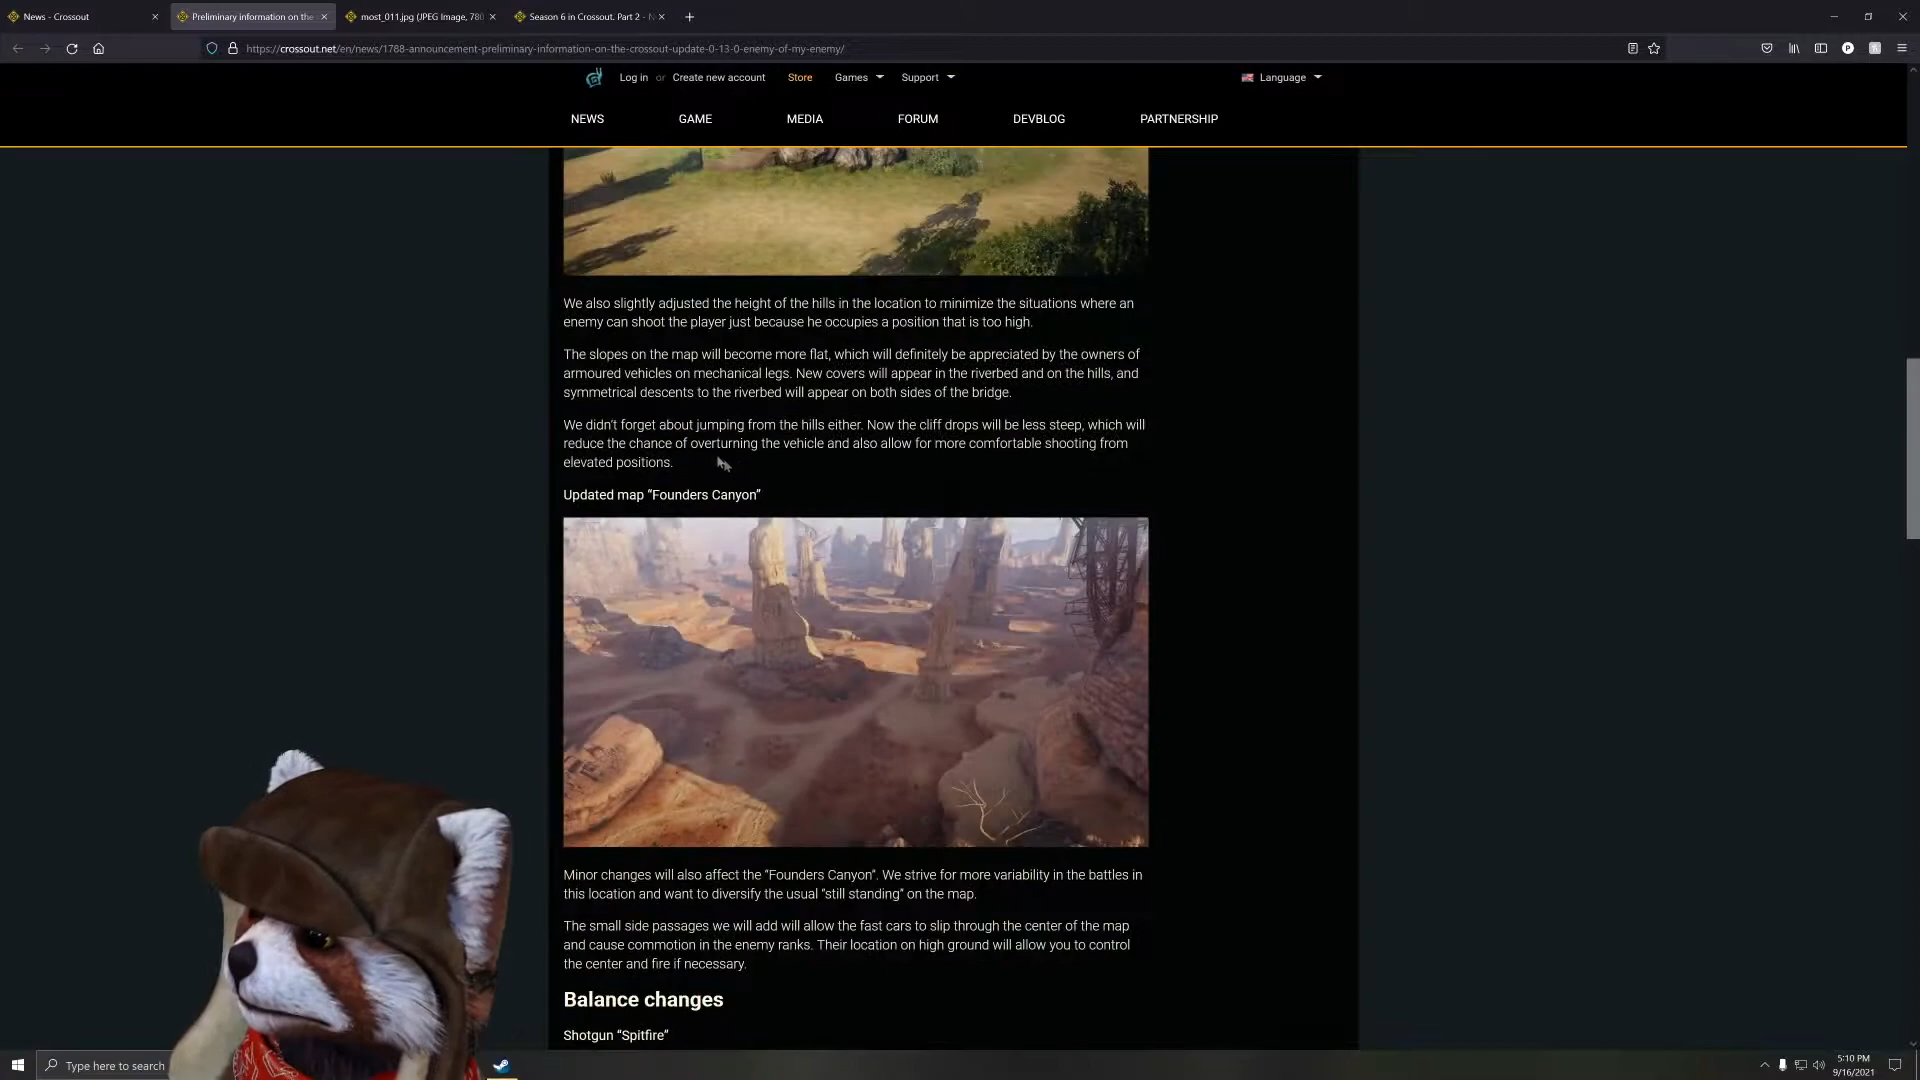 News - Crossout
Preliminary information on the
most_011.jpg (JPEG Image, 780
Season 6 in Crossout. Part 2 - N
https://crossout.net/en/news/1788-announcement-preliminary-information-on-the-crossout-update-0-13-0-enemy-of-my-enemy/
Log in or Create new account Store Games Support Language
NEWS GAME MEDIA FORUM DEVBLOG PARTNERSHIP
We also slightly adjusted the height of the hills in the location to minimize the situations where an
enemy can shoot the player just because he occupies a position that is too high.
The slopes on the map will become more flat, which will definitely be appreciated by the owners of
armoured vehicles on mechanical legs. New covers will appear in the riverbed and on the hills, and
symmetrical descents to the riverbed will appear on both sides of the bridge.
We didn't forget about jumping from the hills either. Now the cliff drops will be less steep, which will
reduce the chance of overturning the vehicle and also allow for more comfortable shooting from
elevated positions.
Updated map “Founders Canyon”
Minor changes will also affect the “Founders Canyon”. We strive for more variability in the battles in
this location and want to diversify the usual “still standing” on the map.
The small side passages we will add will allow the fast cars to slip through the center of the map
and cause commotion in the enemy ranks. Their location on high ground will allow you to control
the center and fire if necessary.
Balance changes
Shotgun “Spitfire”
Type here to search
5:10 PM
9/16/2021